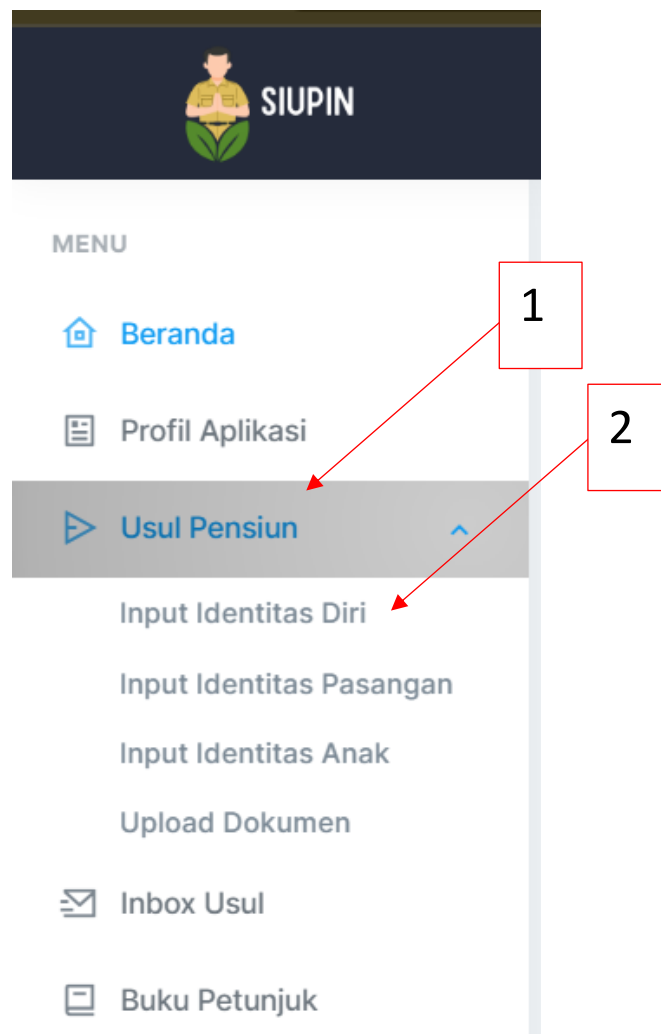 SIUPIN
MENU
1
Beranda
Profil Aplikasi
2
Usul Pensiun
Input Identitas Diri
Input Identitas Pasangan
Input Identitas Anak
Upload Dokumen
Inbox Usul
Buku Petunjuk